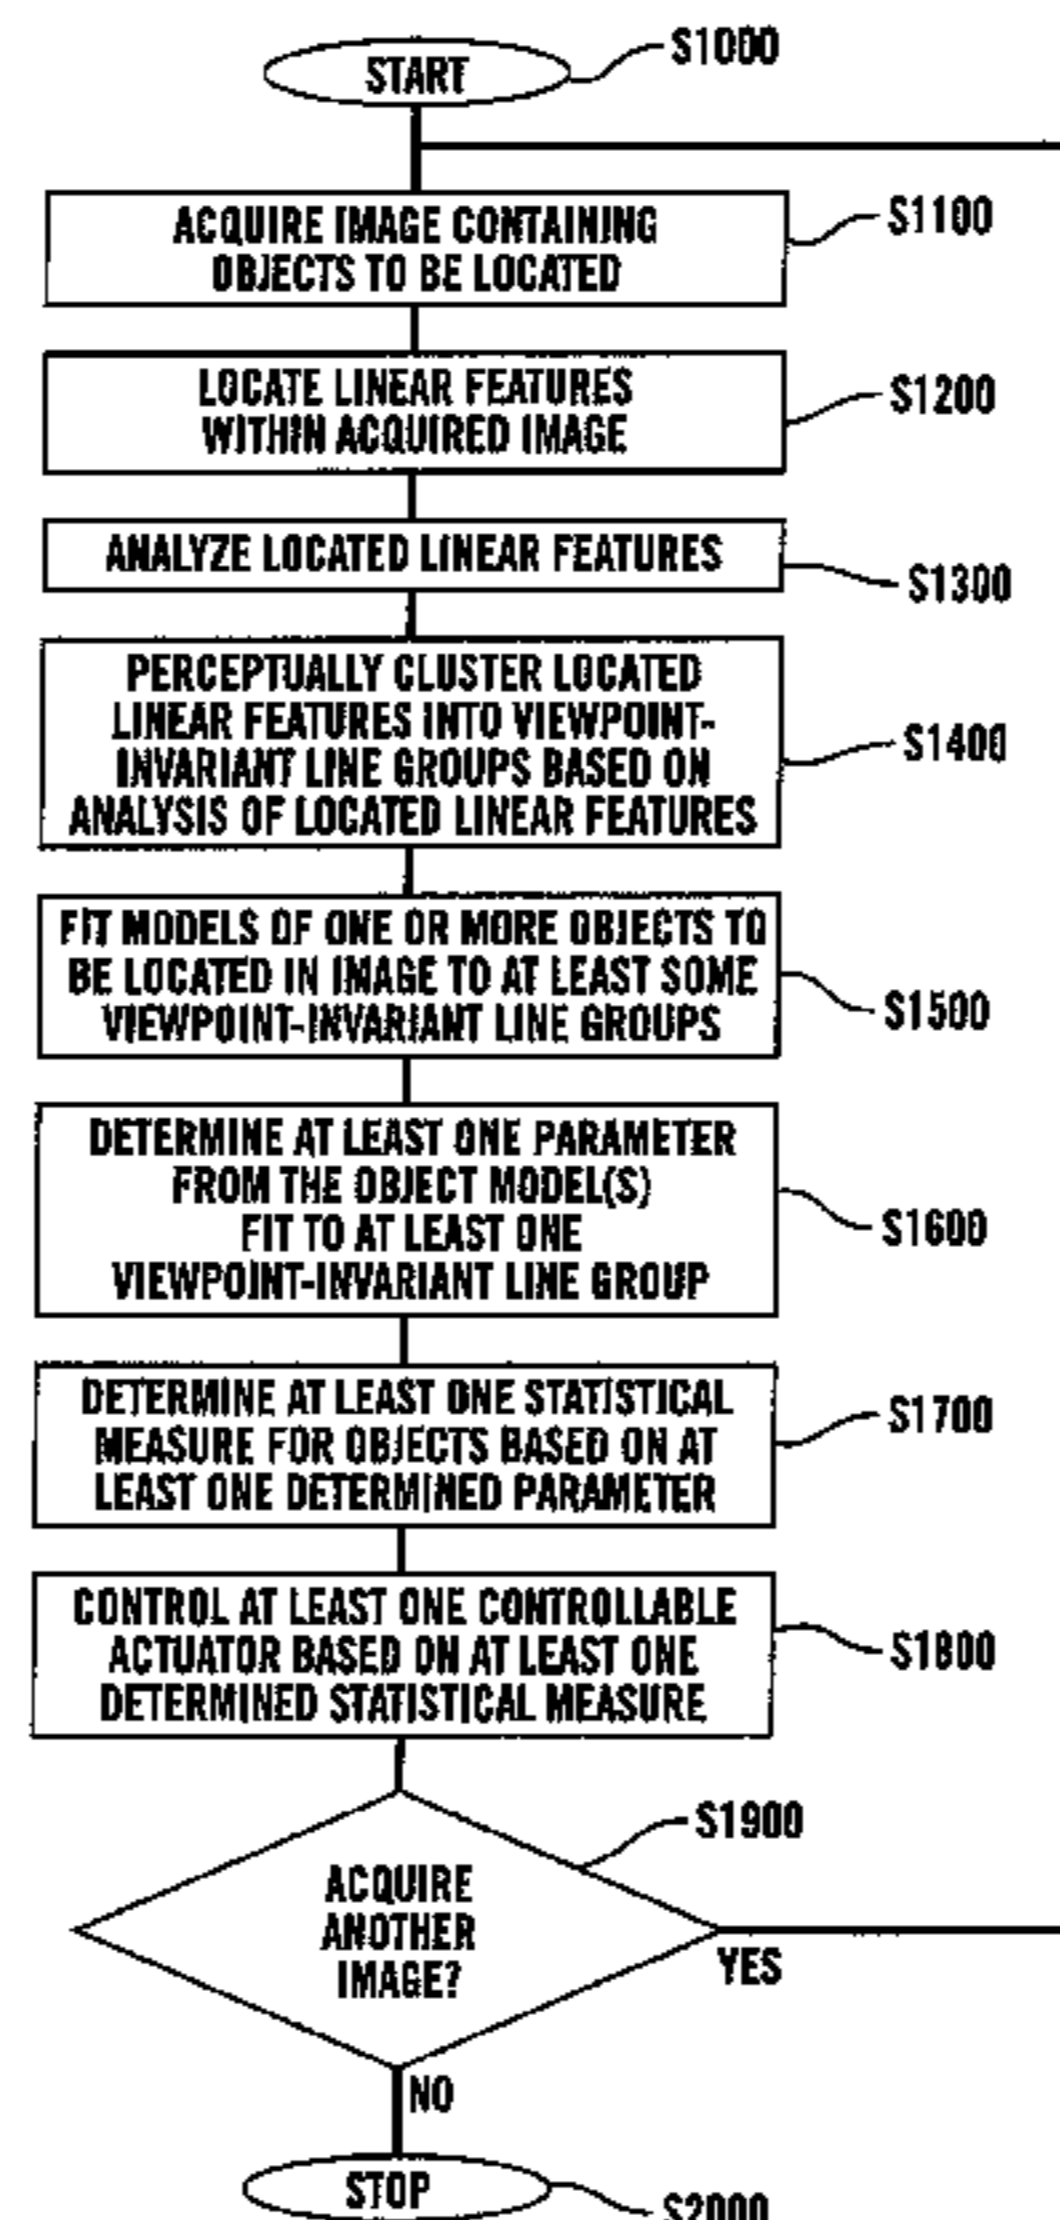 START
S1000
ACQUIRE IMAGE CONTAINING
OBJECTS TO BE LOCATED
S1100
LOCATE LINEAR FEATURES
WITHIN ACQUIRED IMAGE
S1200
ANALYZE LOCATED LINEAR FEATURES
S1300
PERCEPTUALLY CLUSTER LOCATED
LINEAR FEATURES INTO VIEWPOINT-
INVARIANT LINE GROUPS BASED ON
ANALYSIS OF LOCATED LINEAR FEATURES
S1400
FIT MODELS OF ONE OR MORE OBJECTS TO
BE LOCATED IN IMAGE TO AT LEAST SOME
VIEWPOINT-INVARIANT LINE GROUPS
S1500
DETERMINE AT LEAST ONE PARAMETER
FROM THE OBJECT MODEL(S)
FIT TO AT LEAST ONE
VIEWPOINT-INVARIANT LINE GROUP
S1600
DETERMINE AT LEAST ONE STATISTICAL
MEASURE FOR OBJECTS BASED ON AT
LEAST ONE DETERMINED PARAMETER
S1700
CONTROL AT LEAST ONE CONTROLLABLE
ACTUATOR BASED ON AT LEAST ONE
DETERMINED STATISTICAL MEASURE
S1800
S1900
ACQUIRE
ANOTHER
IMAGE?
YES
NO
STOP
S2000